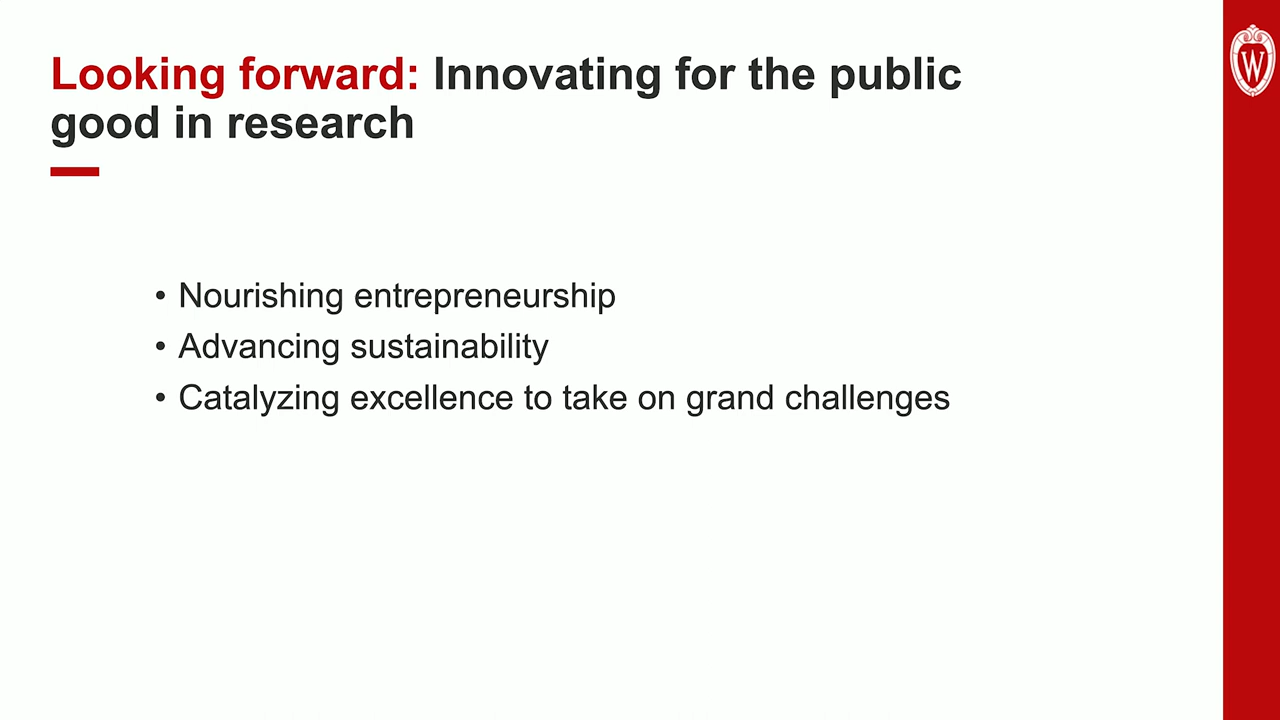 Looking forward: Innovating for the public
good in research
• Nourishing entrepreneurship
• Advancing sustainability
• Catalyzing excellence to take on grand challenges
W